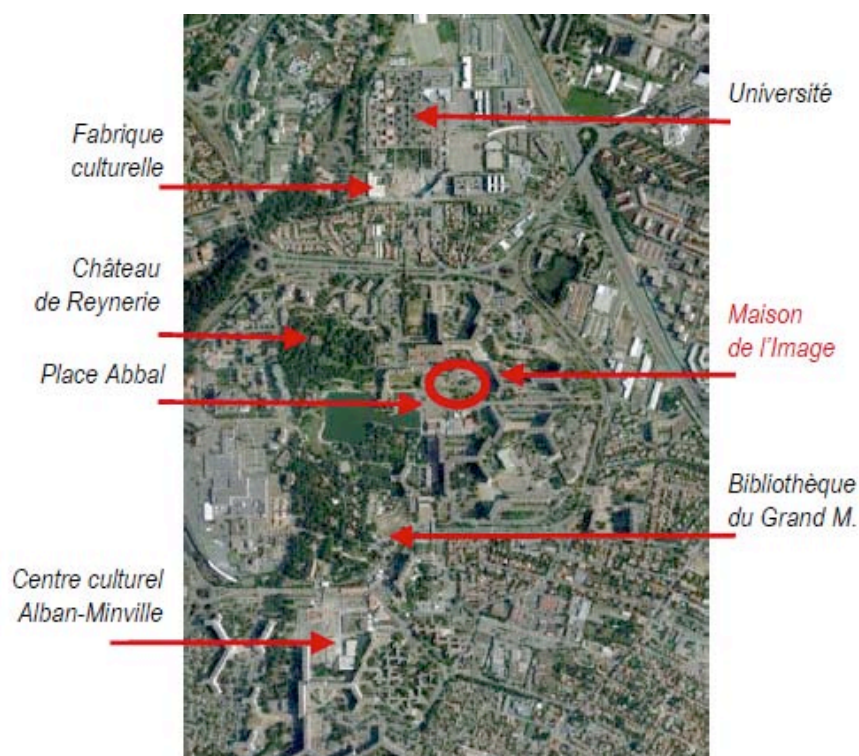 Université
Fabrique
culturelle
Château
de Reynerie
Maison
de l'Image
Place Abbal
Bibliothèque
du Grand M.
Centre culturel
Alban-Minville